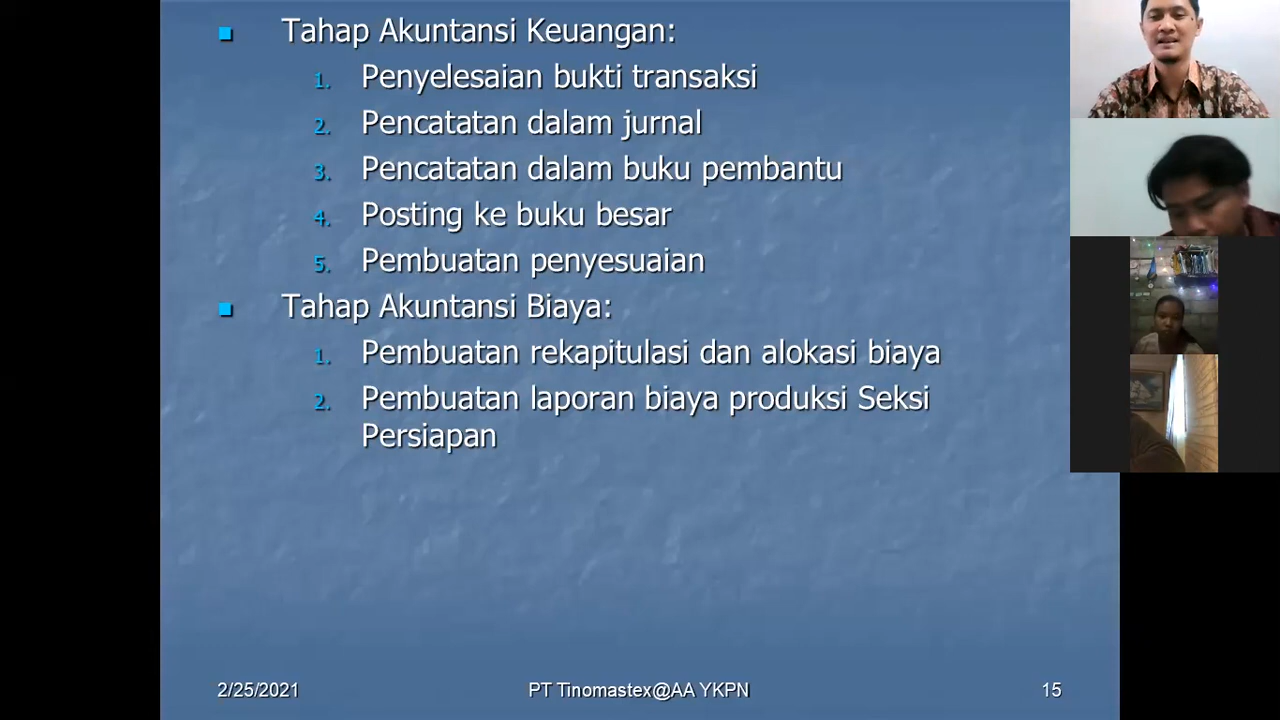 Tahap Akuntansi Keuangan:
1. Penyelesaian bukti transaksi
2. Pencatatan dalam jurnal
3. Pencatatan dalam buku pembantu
4. Posting ke buku besar
5. Pembuatan penyesuaian
Tahap Akuntansi Biaya:
1. Pembuatan rekapitulasi dan alokasi biaya
2. Pembuatan laporan biaya produksi Seksi
Persiapan
2/25/2021 PT Tinomastex@AA YKPN 15